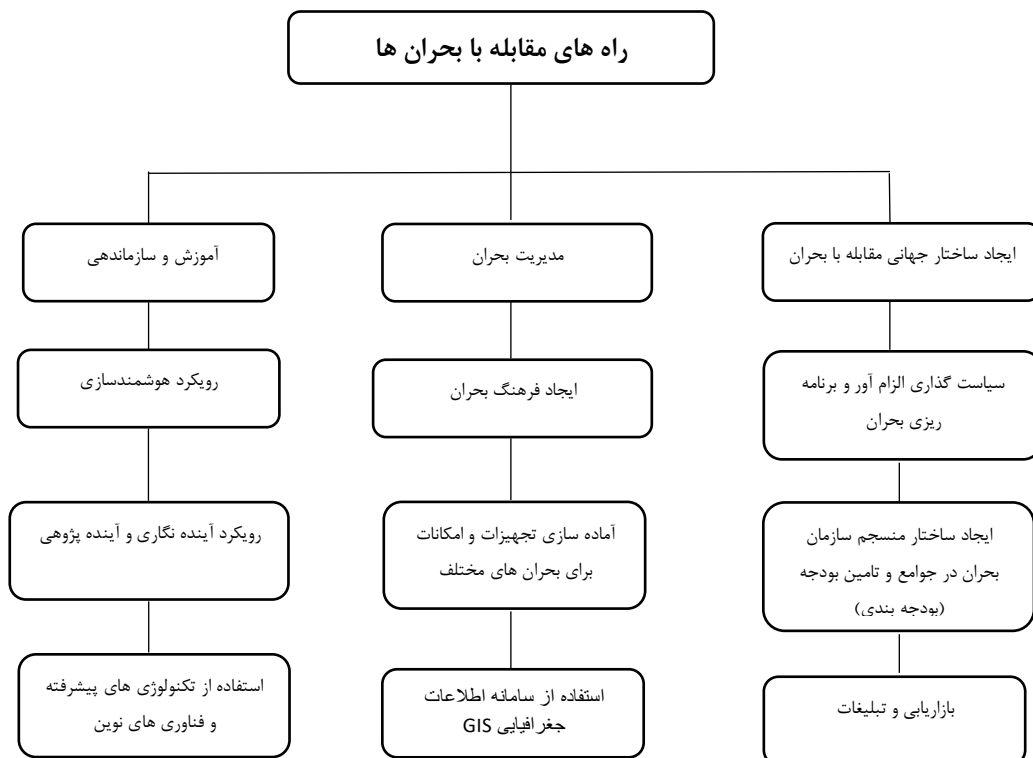 راه های مقابله با بحران ها
ایجاد ساختار جهانی مقابله با بحران
مدیریت بحران
آموزش و سازماندهی
سیاست گذاری الزام آور و برنامه
ریزی بحران
ایجاد فرهنگ بحران
رویکرد هوشمندسازی
ایجاد ساختار منسجم سازمان
بحران در جوامع و تامین بودجه
(بودجه بندی)
آماده سازی تجهیزات و امکانات
برای بحران های مختلف
رویکرد آینده نگاری و آینده پژوهی
بازاریابی و تبلیغات
استفاده از سامانه اطلاعات
جغرافیایی GIS
استفاده از تکنولوژی های پیشرفته
و فناوری های نوین